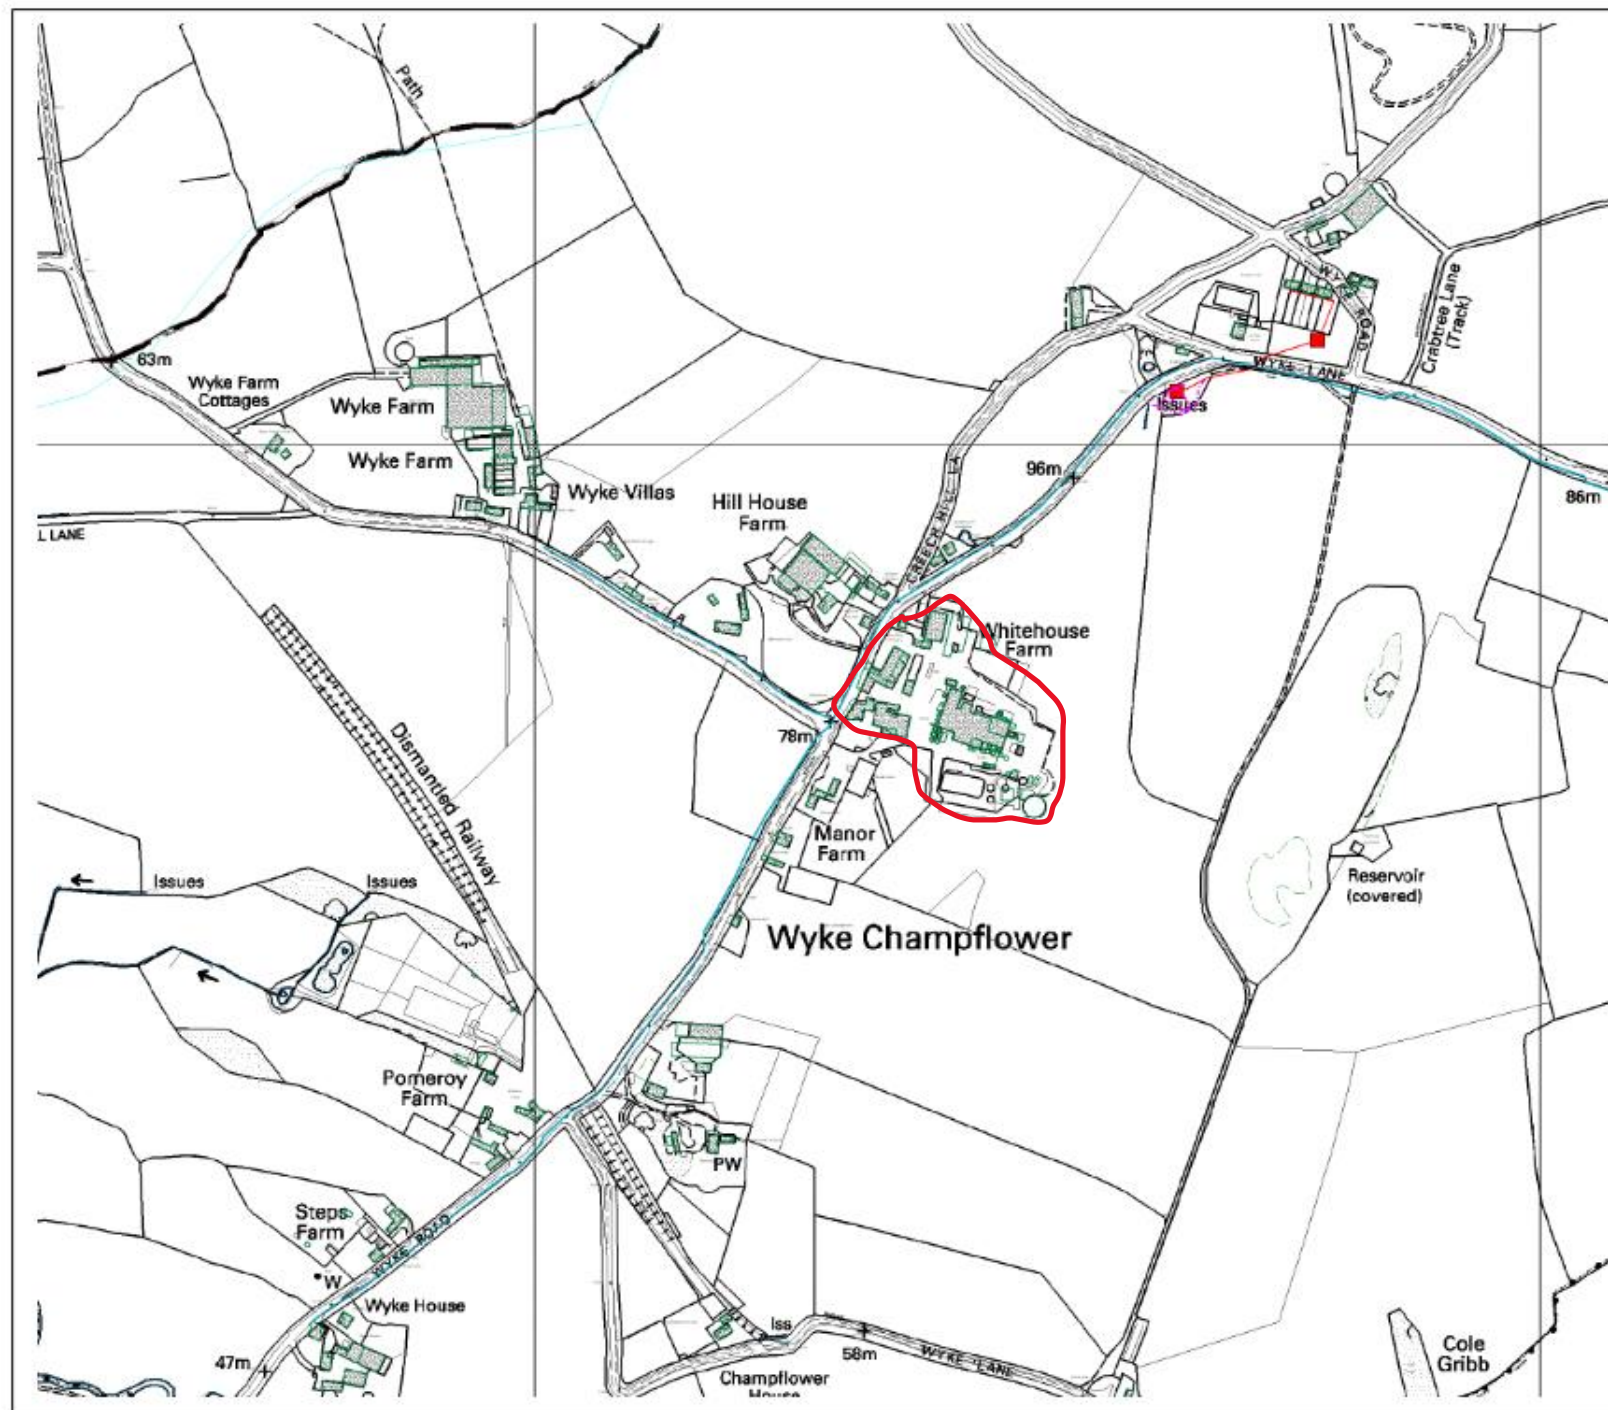 Path
63m
Wyke Farm
Cottages
Wyke Farm
Wyke Farm
Wyke Villas
L LANE
Hill House
Farm
CREECH HILL
96m
WYKE LANE
ROAD
Crabtree Lane
(Track)
Issues
86m
Whitehouse
Farm
78m
Dismantled Railway
Manor
Farm
Wyke Champflower
Reservoir
(covered)
Issues
Issues
Pomeroy
Farm
PW
Steps
Farm
WYKE ROAD
W
Wyke House
47m
Iss
58m
WYKE LANE
Champflower
House
Cole
Gribb